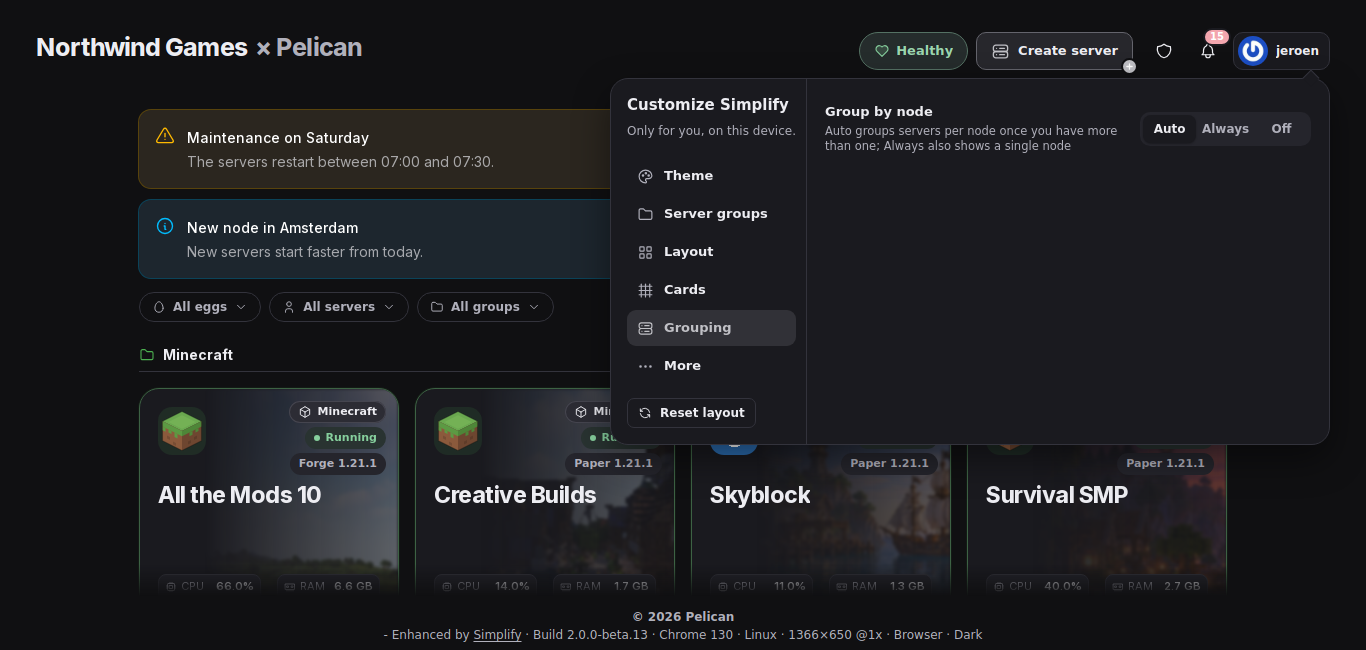 Northwind Games × Pelican
Healthy
Create server
15
jeroen
Maintenance on Saturday
The servers restart between 07:00 and 07:30.
New node in Amsterdam
New servers start faster from today.
All eggs
All servers
All groups
Customize Simplify
Only for you, on this device.
Theme
Server groups
Layout
Cards
Grouping
More
Reset layout
Group by node
Auto groups servers per node once you have more
than one; Always also shows a single node
Auto
Always
Off
Minecraft
Minecraft
Running
Forge 1.21.1
All the Mods 10
CPU 66.0%
RAM 6.6 GB
Paper 1.21.1
Creative Builds
CPU 14.0%
RAM 1.7 GB
Paper 1.21.1
Skyblock
CPU 11.0%
RAM 1.3 GB
Paper 1.21.1
Survival SMP
CPU 40.0%
RAM 2.7 GB
© 2026 Pelican
- Enhanced by Simplify · Build 2.0.0-beta.13 · Chrome 130 · Linux · 1366×650 @1x · Browser · Dark